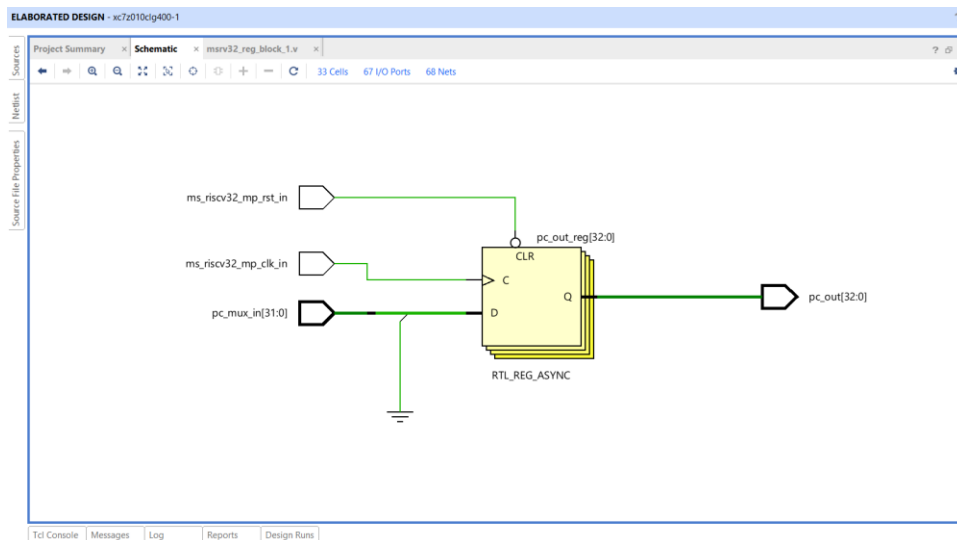 ELABORATED DESIGN - xc7z010clg400-1
Sources
Netlist
Source File Properties
Project Summary × Schematic × msrv32_reg_block_1.v ×
33 Cells 67 I/O Ports 68 Nets
ms_riscv32_mp_rst_in
pc_out_reg[32:0]
CLR
ms_riscv32_mp_clk_in
C
Q
pc_out[32:0]
pc_mux_in[31:0]
D
RTL_REG_ASYNC
Tcl Console Messages Log Reports Design Runs